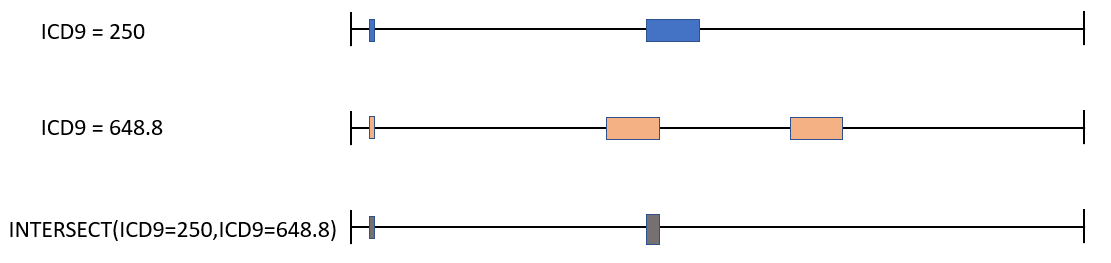 ICD9 = 250
ICD9 = 648.8
INTERSECT(ICD9=250,ICD9=648.8)